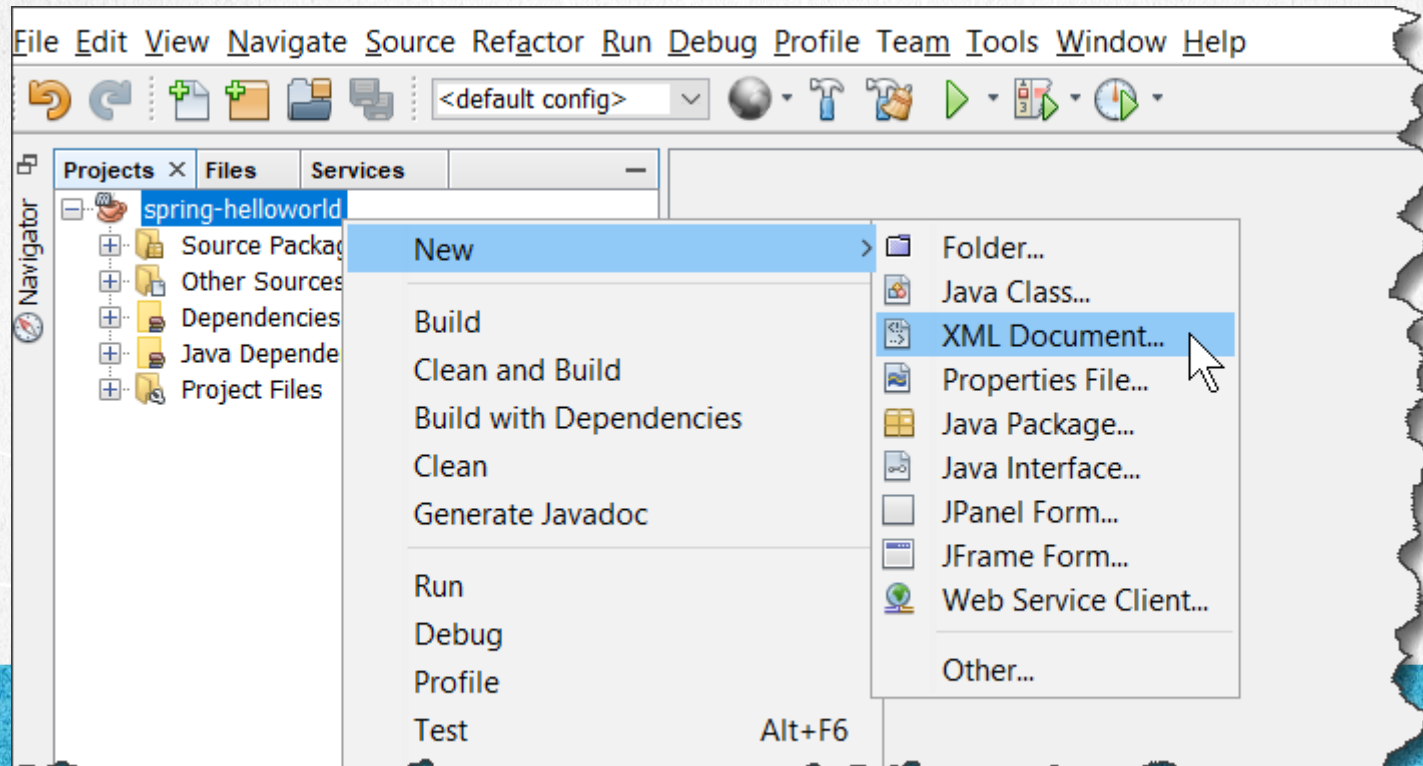 File Edit View Navigate Source Refactor Run Debug Profile Team Tools Window Help
<default config>
Projects Files Services
Navigator
spring-helloworld
Source Packag
Other Sources
Dependencies
Java Depende
Project Files
New
Build
Clean and Build
Build with Dependencies
Clean
Generate Javadoc
Run
Debug
Profile
Test Alt+F6
Folder...
Java Class...
XML Document...
Properties File...
Java Package...
Java Interface...
JPanel Form...
JFrame Form...
Web Service Client...
Other...